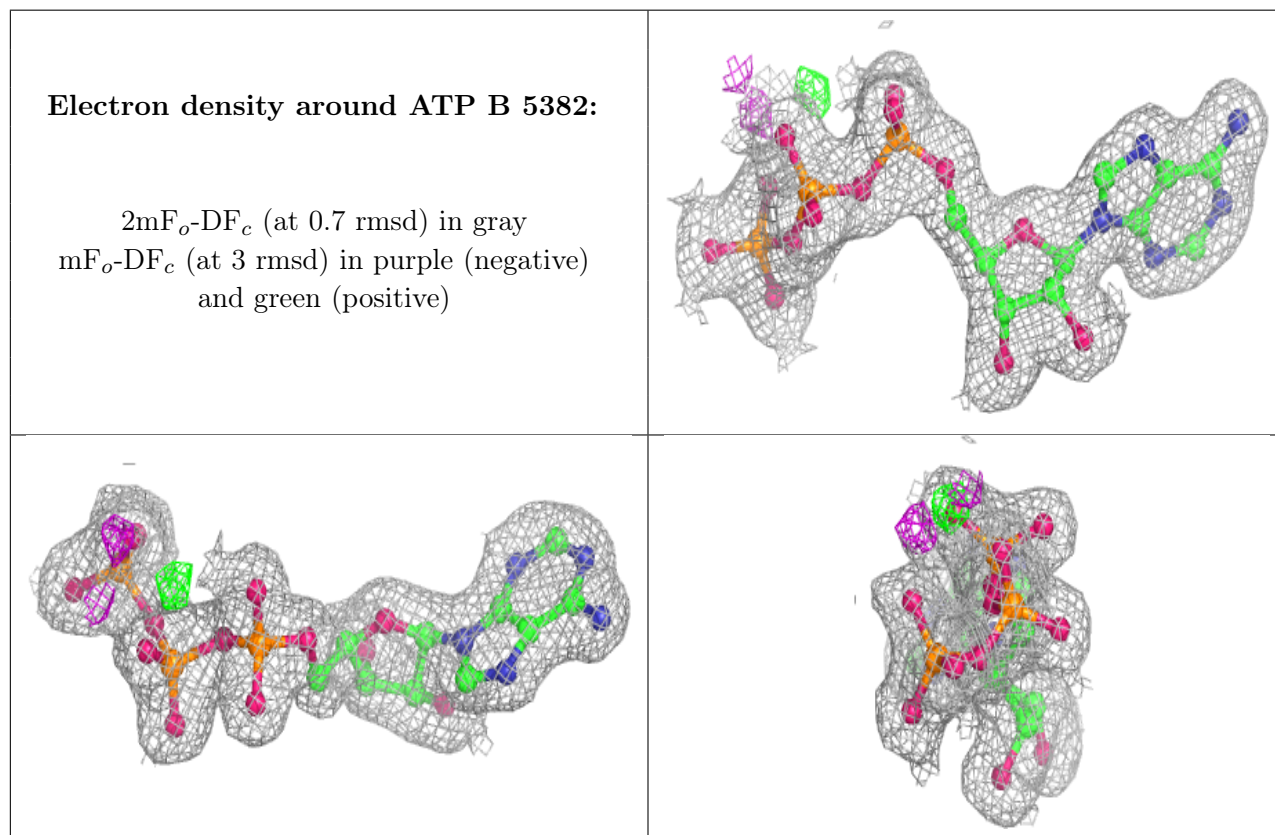 Electron density around ATP B 5382:
2mFₒ-DF𝒸 (at 0.7 rmsd) in gray
mFₒ-DF𝒸 (at 3 rmsd) in purple (negative)
and green (positive)